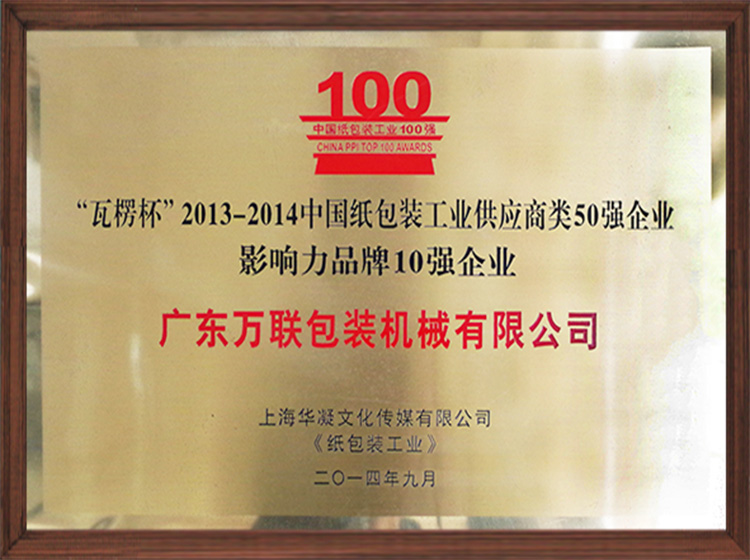 100
中国纸包装工业100强
CHINA PPI TOP 100 AWARDS
“瓦楞杯”2013-2014中国纸包装工业供应商类50强企业
影响力品牌10强企业
广东万联包装机械有限公司
上海华凝文化传媒有限公司
《纸包装工业》
二〇一四年九月